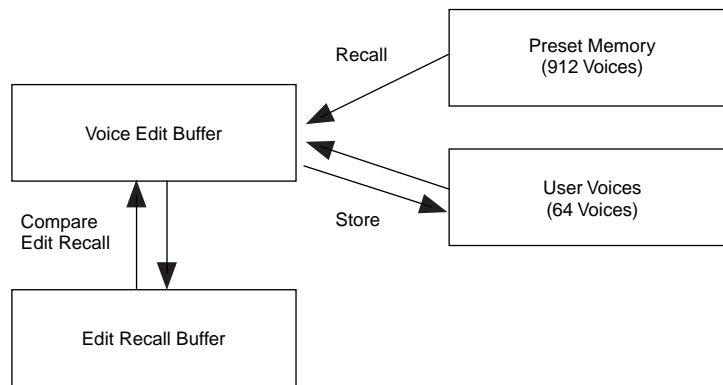 Recall
Preset Memory
(912 Voices)
Voice Edit Buffer
User Voices
(64 Voices)
Store
Compare
Edit Recall
Edit Recall Buffer